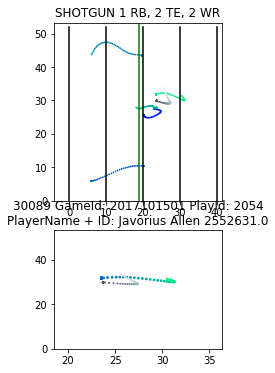 SHOTGUN 1 RB, 2 TE, 2 WR
50
40
30
20
10
0
0 10 20 30 40
30089 GameId: 2017101501 PlayId: 2054
PlayerName + ID: Javorius Allen 2552631.0
40
20
0
20 25 30 35